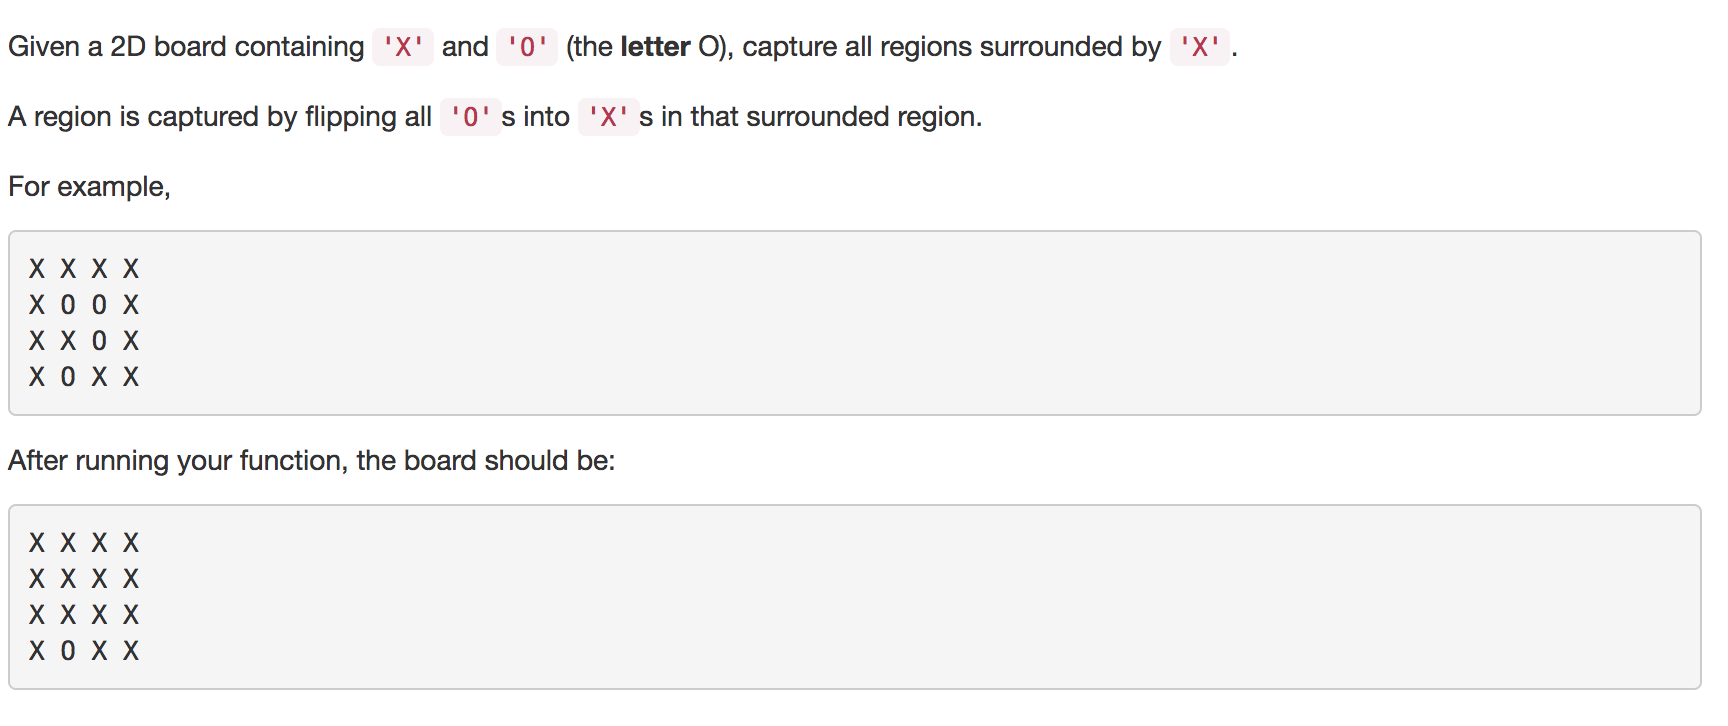 Given a 2D board containing 'X' and 'O' (the letter O), capture all regions surrounded by 'X'.
A region is captured by flipping all 'O's into 'X's in that surrounded region.
For example,
X X X X
X O O X
X X O X
X O X X
After running your function, the board should be:
X X X X
X X X X
X X X X
X O X X